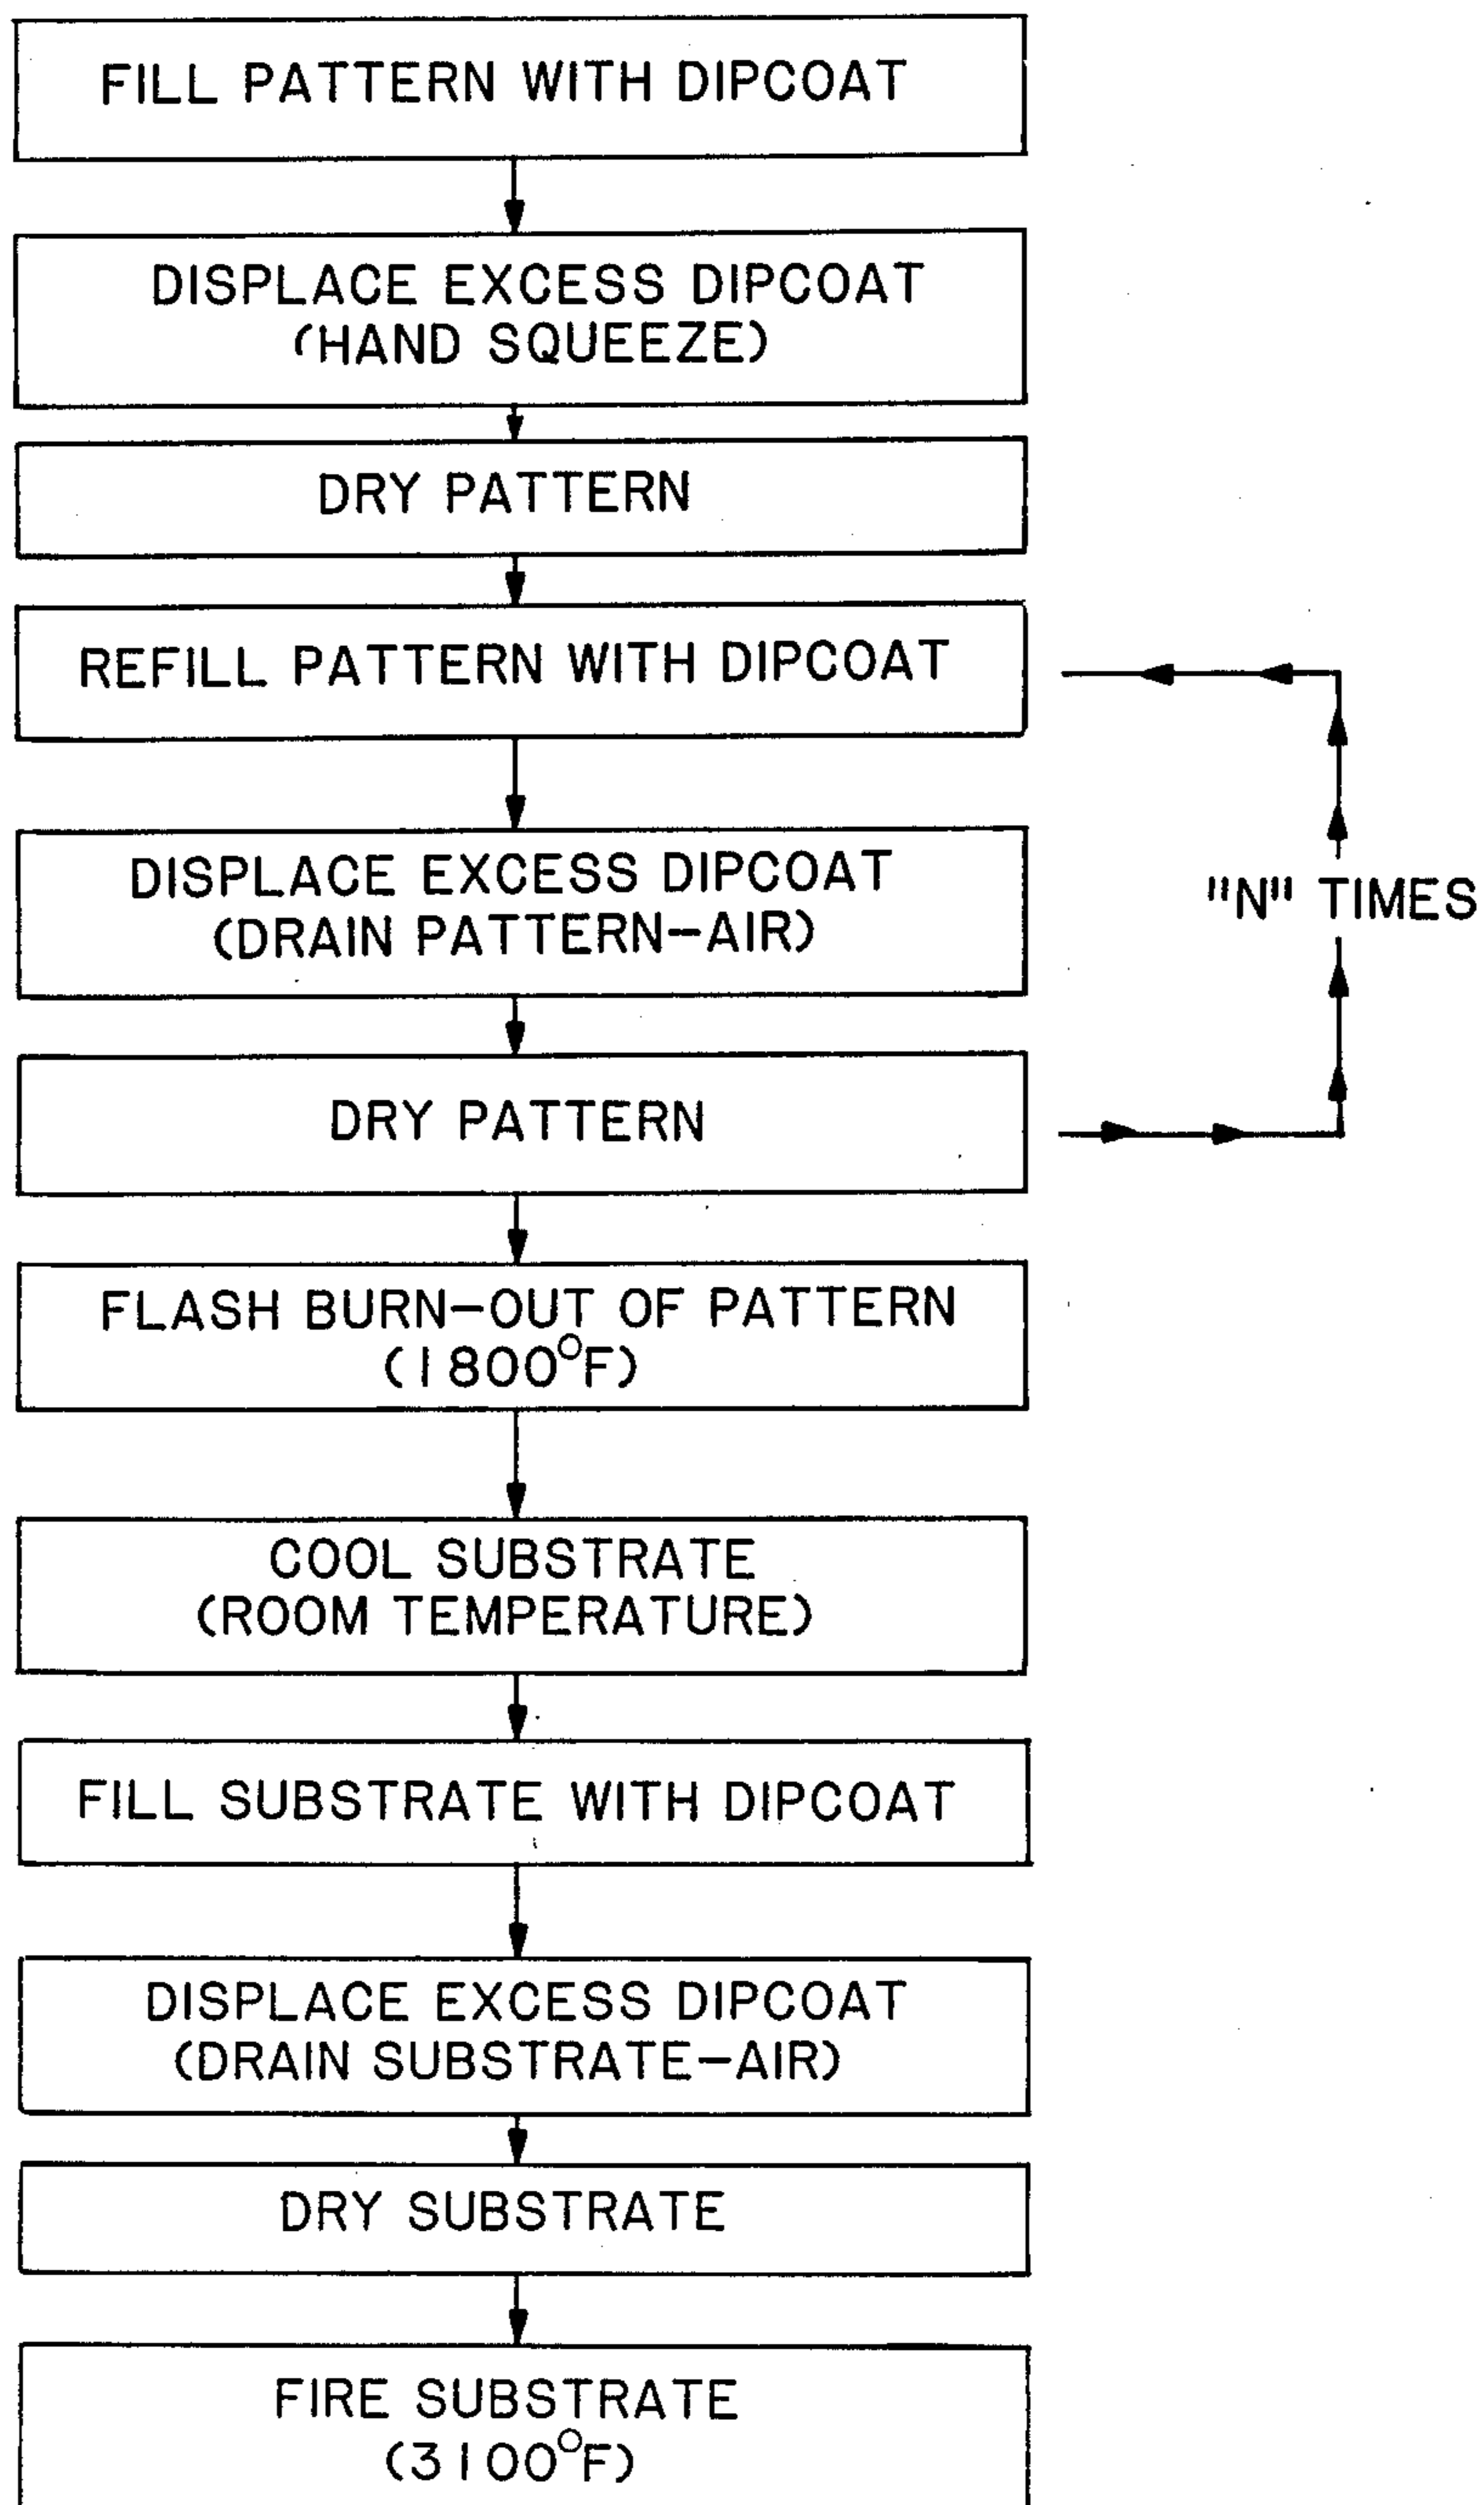 FILL PATTERN WITH DIPCOAT
DISPLACE EXCESS DIPCOAT
(HAND SQUEEZE)
DRY PATTERN
REFILL PATTERN WITH DIPCOAT
DISPLACE EXCESS DIPCOAT
(DRAIN PATTERN-AIR)
"N" TIMES
DRY PATTERN
FLASH BURN-OUT OF PATTERN
(1800°F)
COOL SUBSTRATE
(ROOM TEMPERATURE)
FILL SUBSTRATE WITH DIPCOAT
DISPLACE EXCESS DIPCOAT
(DRAIN SUBSTRATE-AIR)
DRY SUBSTRATE
FIRE SUBSTRATE
(3100°F)